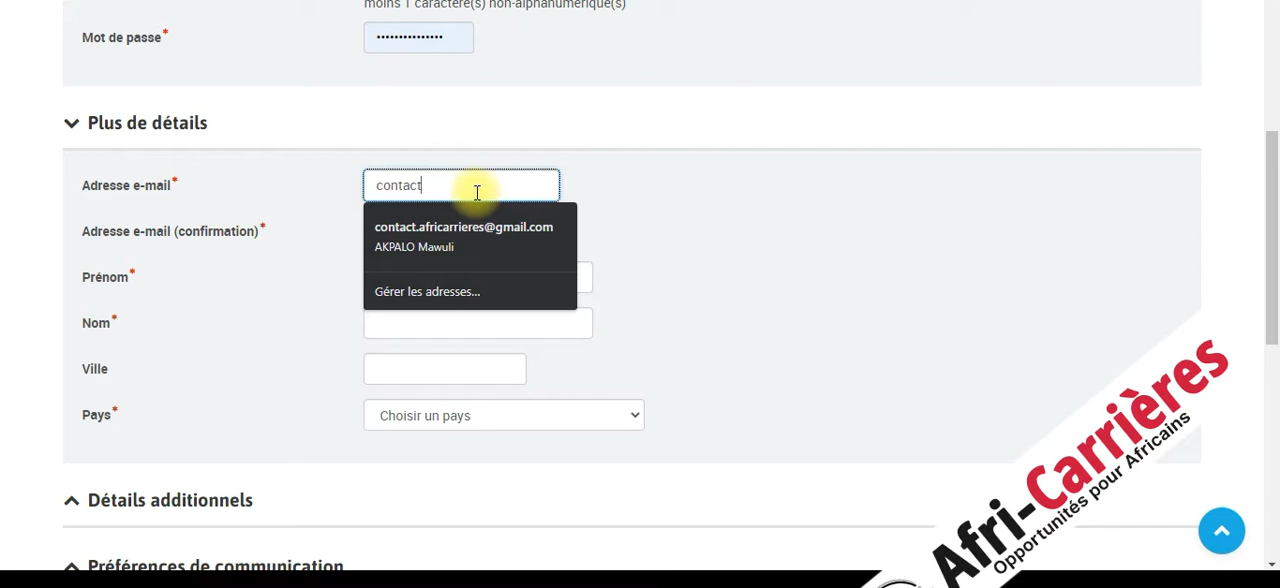 moins 1 caractère(s) non-alphanumérique(s)
Mot de passe*
•••••••••••••••
Plus de détails
Adresse e-mail*
contact
contact.africarrieres@gmail.com
AKPALO Mawuli
Gérer les adresses...
Adresse e-mail (confirmation)*
Prénom*
Nom*
Ville
Pays*
Choisir un pays
Détails additionnels
Préférences de communication
Afri-Carrières
Opportunités pour Africains